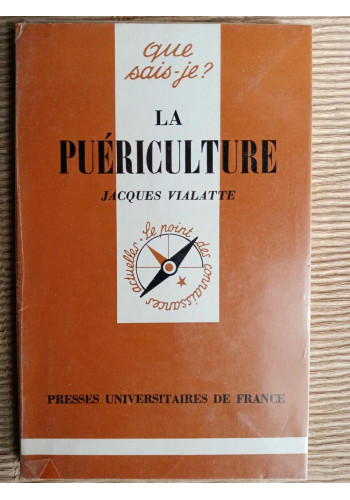 que
sais-je?
LA
PUÉRICULTURE
JACQUES VIALATTE
Le point des connaissances actuelles
PRESSES UNIVERSITAIRES DE FRANCE